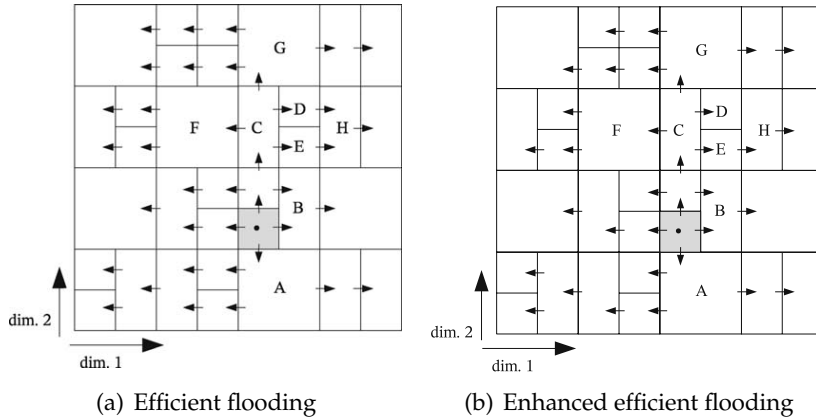 G
G
F
C
D
H
E
F
C
D
H
E
B
B
A
A
dim. 2
dim. 2
dim. 1
dim. 1
(a) Efficient flooding
(b) Enhanced efficient flooding